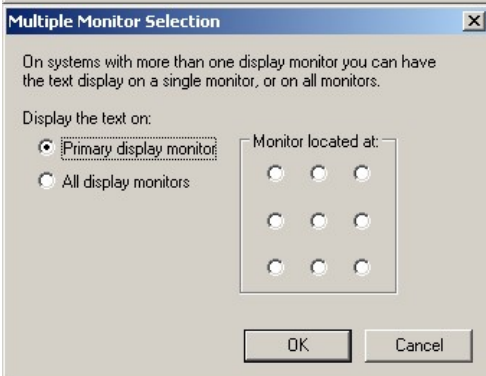 Multiple Monitor Selection
On systems with more than one display monitor you can have
the text display on a single monitor, or on all monitors.
Display the text on:
Primary display monitor
All display monitors
Monitor located at:
OK
Cancel